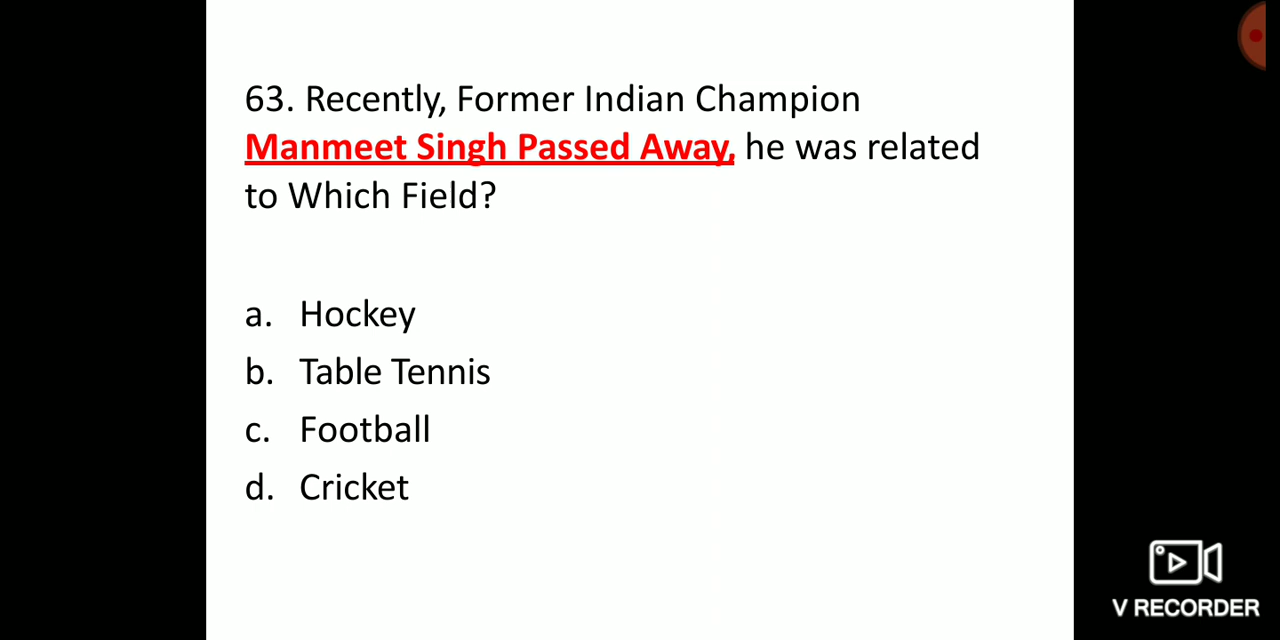 63. Recently, Former Indian Champion
Manmeet Singh Passed Away, he was related
to Which Field?
a. Hockey
b. Table Tennis
c. Football
d. Cricket
V RECORDER